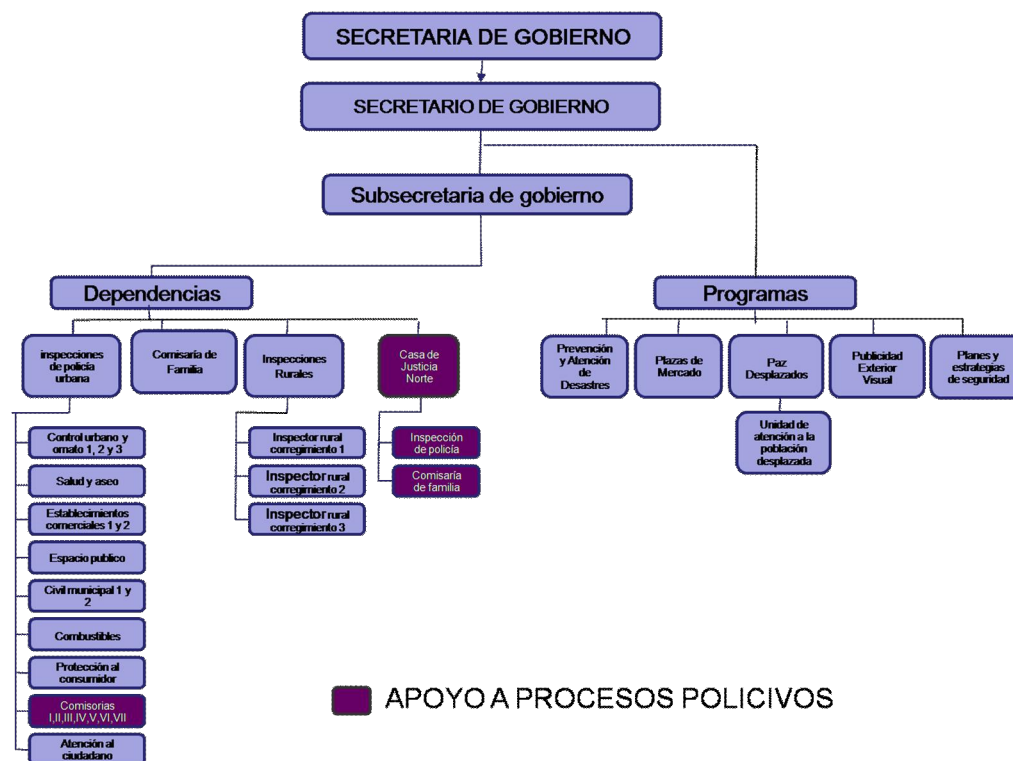 SECRETARIA DE GOBIERNO
SECRETARIO DE GOBIERNO
Subsecretaria de gobierno
Dependencias
Programas
inspecciones
de policía
urbana
Comisaría de
Familia
Inspecciones
Rurales
Casa de
Justicia
Norte
Prevención
y Atención de
Desastres
Plazas de
Mercado
Paz
Desplazados
Publicidad
Exterior
Visual
Planes y
estrategias
de seguridad
Unidad de
atención a la
población
desplazada
Control urbano y
ornato 1, 2 y 3
Salud y aseo
Establecimientos
comerciales 1 y 2
Espacio publico
Civil municipal 1 y
2
Combustibles
Protección al
consumidor
Comisorias
I,II,III,IV,V,VI,VII
Atención al
ciudadano
Inspector rural
corregimiento 1
Inspector rural
corregimiento 2
Inspector rural
corregimiento 3
Inspección
de policía
Comisaría
de familia
APOYO A PROCESOS POLICIVOS